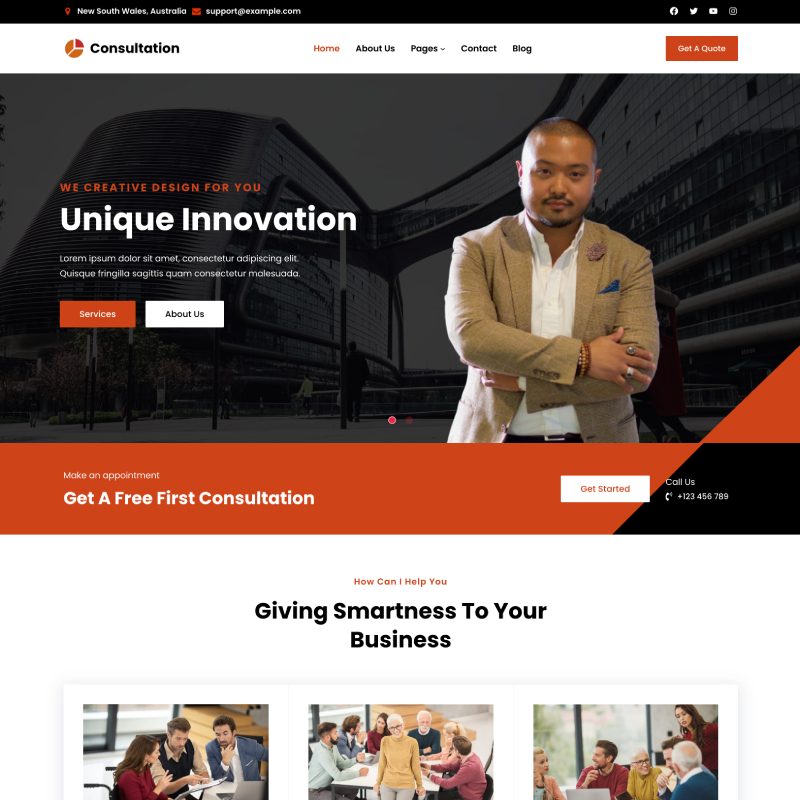 New South Wales, Australia support@example.com
Consultation
Home About Us Pages Contact Blog
Get A Quote
WE CREATIVE DESIGN FOR YOU
Unique Innovation
Lorem ipsum dolor sit amet, consectetur adipiscing elit.
Quisque fringilla sagittis quam consectetur malesuada.
Services About Us
Make an appointment
Get A Free First Consultation
Get Started
Call Us
+123 456 789
How Can I Help You
Giving Smartness To Your
Business